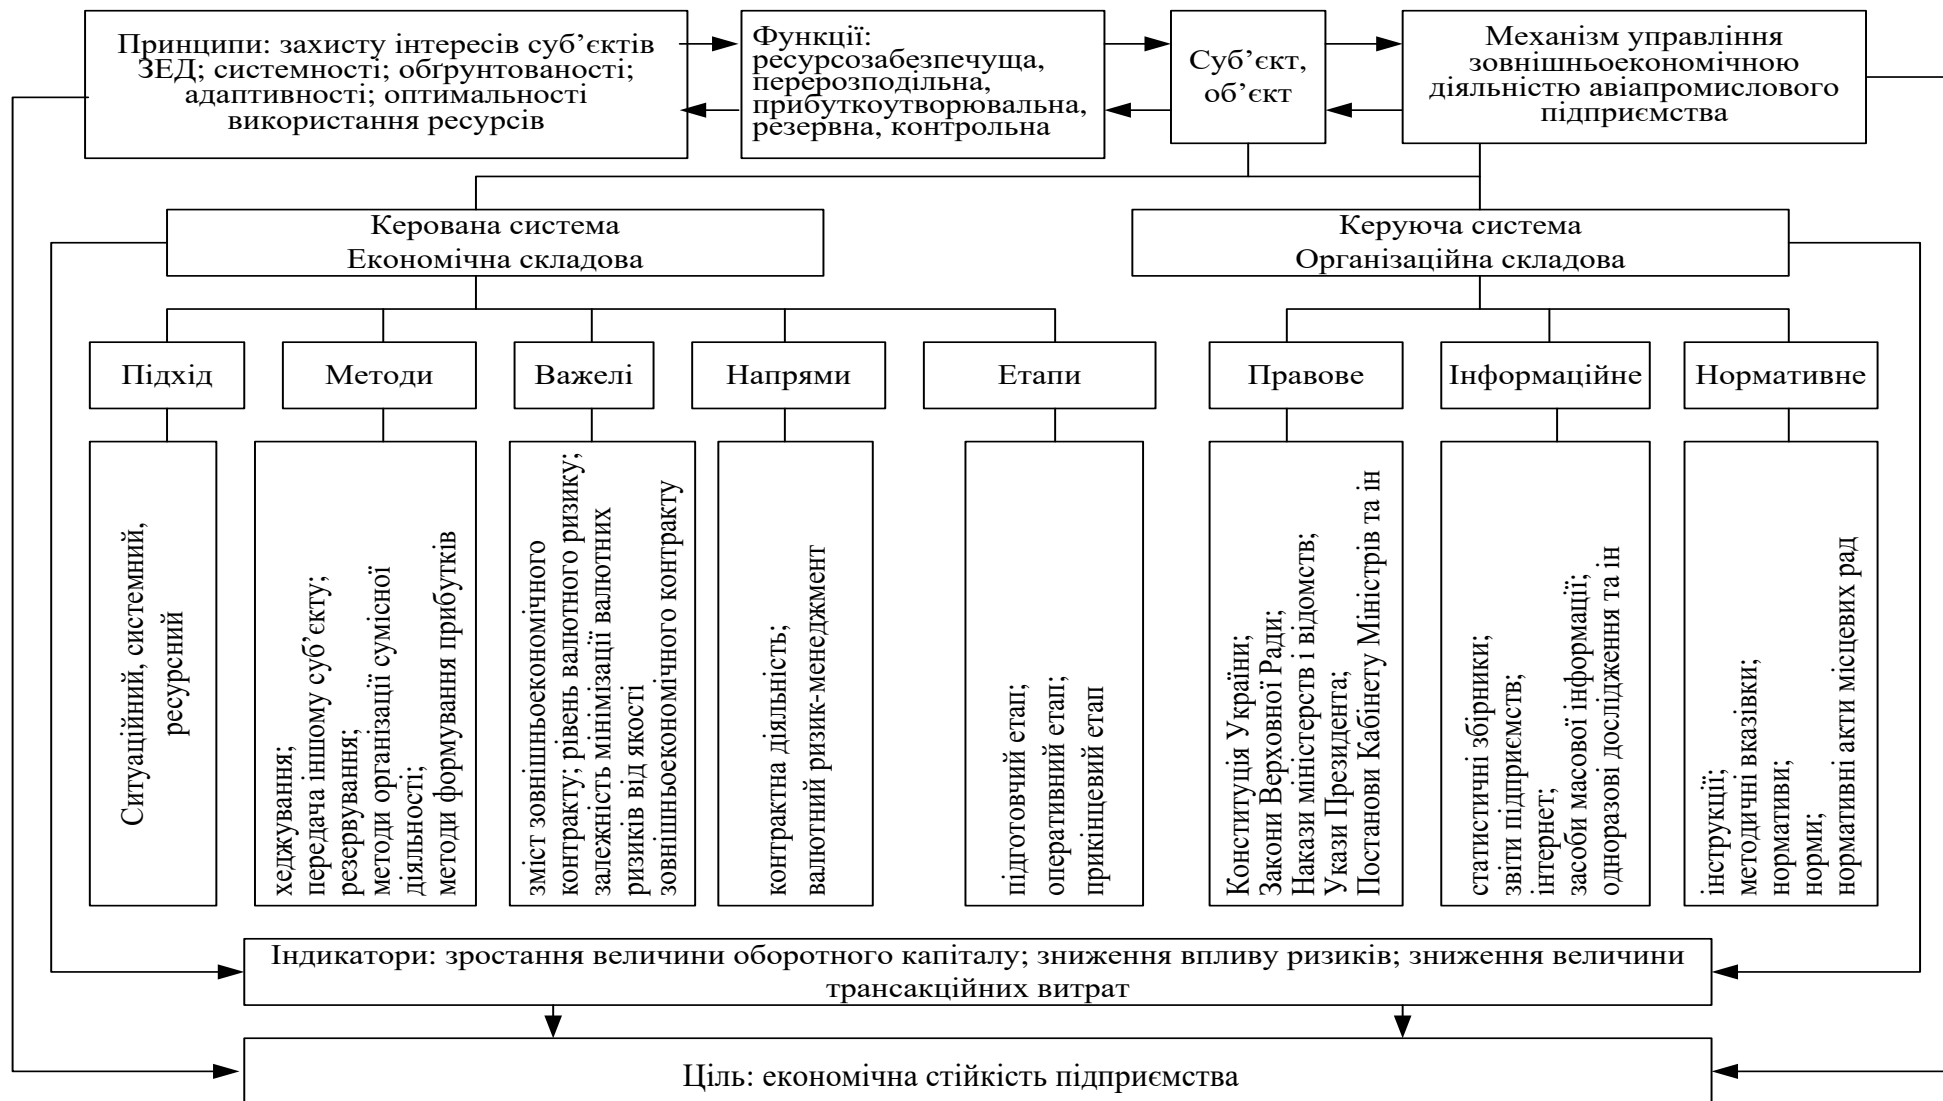 Принципи: захисту інтересів суб’єктів
ЗЕД; системності; обґрунтованості;
адаптивності; оптимальності
використання ресурсів
Функції:
ресурсозабезпечуща,
перерозподільна,
прибуткоутворювальна,
резервна, контрольна
Суб’єкт,
об’єкт
Механізм управління
зовнішньоекономічною
діяльністю авіапромислового
підприємства
Керована система
Економічна складова
Керуюча система
Організаційна складова
Підхід
Методи
Важелі
Напрями
Етапи
Правове
Інформаційне
Нормативне
Ситуаційний, системний,
ресурсний
хеджування;
передача іншому суб’єкту;
резервування;
методи організації сумісної
діяльності;
методи формування прибутків
зміст зовнішньоекономічного
контракту; рівень валютного ризику;
залежність мінімізації валютних
ризиків від якості
зовнішньоекономічного контракту
контрактна діяльність;
валютний ризик-менеджмент
підготовчий етап;
оперативний етап;
прикінцевий етап
Конституція України;
Закони Верховної Ради;
Накази міністерств і відомств;
Укази Президента;
Постанови Кабінету Міністрів та ін
статистичні збірники;
звіти підприємств;
інтернет;
засоби масової інформації;
одноразові дослідження та ін
інструкції;
методичні вказівки;
нормативи;
норми;
нормативні акти місцевих рад
Індикатори: зростання величини оборотного капіталу; зниження впливу ризиків; зниження величини
трансакційних витрат
Ціль: економічна стійкість підприємства